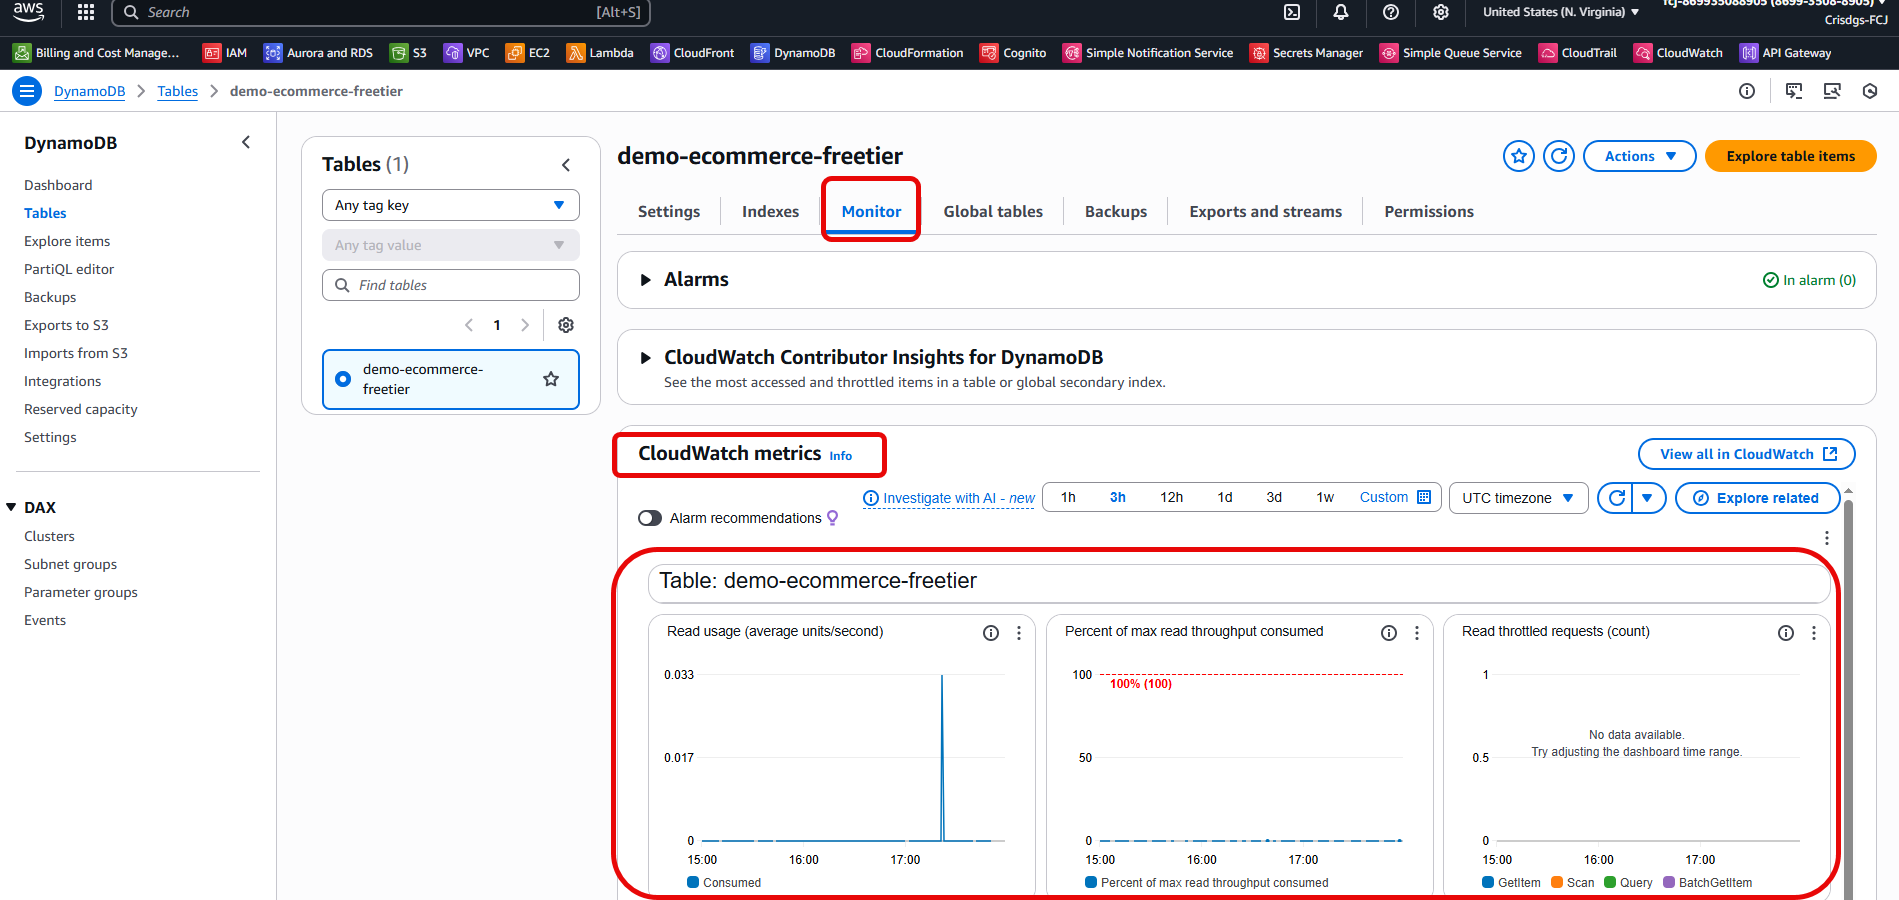 aws
Search
[Alt+S]
United States (N. Virginia)
fcj-869935088905 (8699-3508-8905)
Crisdgs-FCJ
Billing and Cost Manage...
IAM
Aurora and RDS
S3
VPC
EC2
Lambda
CloudFront
DynamoDB
CloudFormation
Cognito
Simple Notification Service
Secrets Manager
Simple Queue Service
CloudTrail
CloudWatch
API Gateway
DynamoDB
Tables
demo-ecommerce-freetier
DynamoDB
Dashboard
Tables
Explore items
PartiQL editor
Backups
Exports to S3
Imports from S3
Integrations
Reserved capacity
Settings
DAX
Clusters
Subnet groups
Parameter groups
Events
Tables (1)
Any tag key
Any tag value
Find tables
1
demo-ecommerce-
freetier
demo-ecommerce-freetier
Actions
Explore table items
Settings
Indexes
Monitor
Global tables
Backups
Exports and streams
Permissions
Alarms
In alarm (0)
CloudWatch Contributor Insights for DynamoDB
See the most accessed and throttled items in a table or global secondary index.
CloudWatch metrics Info
View all in CloudWatch
Investigate with AI - new
1h
3h
12h
1d
3d
1w
Custom
UTC timezone
Explore related
Alarm recommendations
Table: demo-ecommerce-freetier
Read usage (average units/second)
0.033
0.017
0
15:00
16:00
17:00
Consumed
Percent of max read throughput consumed
100
100% (100)
50
0
15:00
16:00
17:00
Percent of max read throughput consumed
Read throttled requests (count)
1
No data available.
Try adjusting the dashboard time range.
0.5
0
15:00
16:00
17:00
GetItem
Scan
Query
BatchGetItem